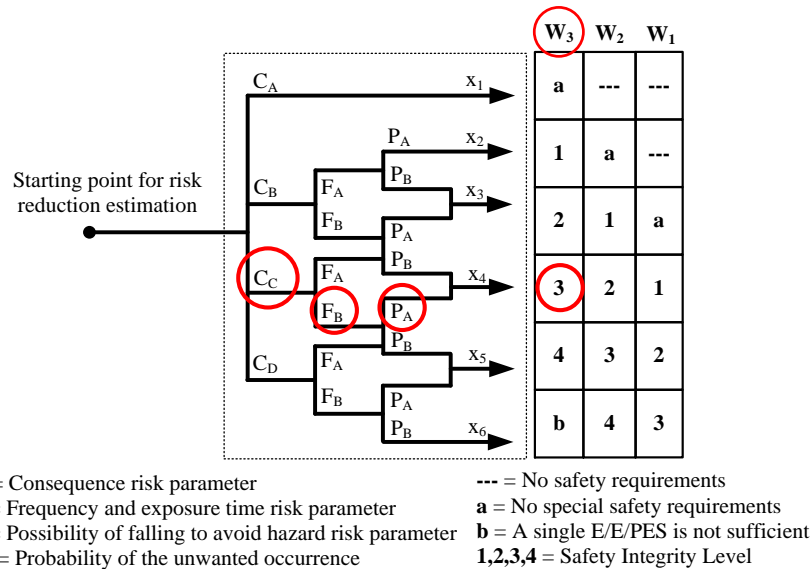 W3 W2 W1
CA x1 a --- ---
PA x2 1 a ---
Starting point for risk
reduction estimation
CB FA PB x3
FB PA 2 1 a
PB
CC FA x4 3 2 1
FB PA
PB
CD FA x5 4 3 2
FB PA
PB x6 b 4 3
= Consequence risk parameter
Frequency and exposure time risk parameter
Possibility of falling to avoid hazard risk parameter
= Probability of the unwanted occurrence
--- = No safety requirements
a = No special safety requirements
b = A single E/E/PES is not sufficient
1,2,3,4 = Safety Integrity Level